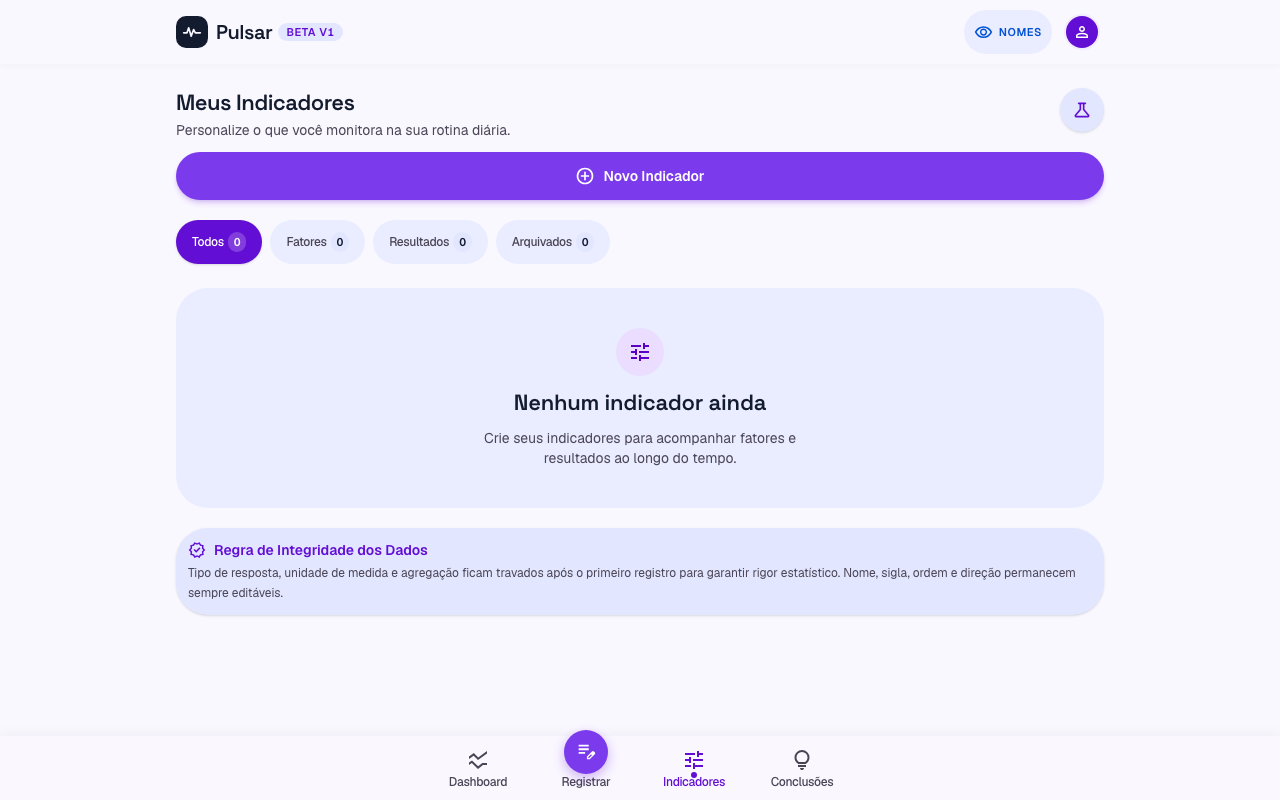 Pulsar BETA V1
NOMES
Meus Indicadores
Personalize o que você monitora na sua rotina diária.
Novo Indicador
Todos 0 Fatores 0 Resultados 0 Arquivados 0
Nenhum indicador ainda
Crie seus indicadores para acompanhar fatores e
resultados ao longo do tempo.
Regra de Integridade dos Dados
Tipo de resposta, unidade de medida e agregação ficam travados após o primeiro registro para garantir rigor estatístico. Nome, sigla, ordem e direção permanecem
sempre editáveis.
Dashboard Registrar Indicadores Conclusões